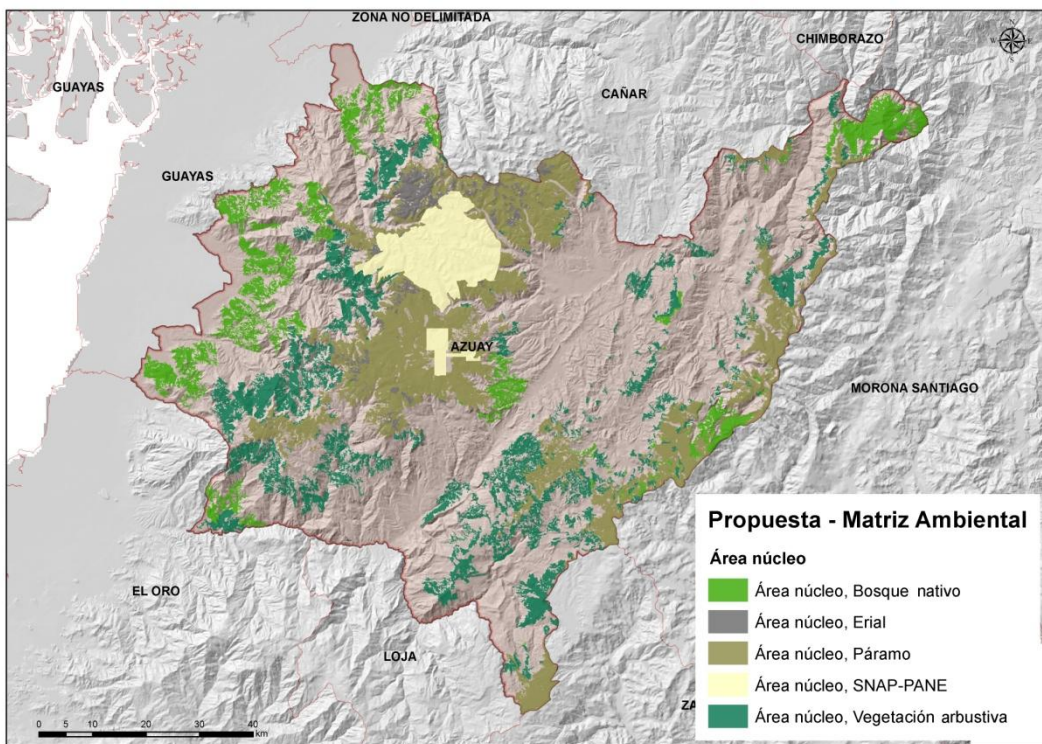 ZONA NO DELIMITADA
CHIMBORAZO
N
W E
S
GUAYAS
CAÑAR
GUAYAS
AZUAY
MORONA SANTIAGO
EL ORO
LOJA
ZA
0 5 10 20 30 40
km
Propuesta - Matriz Ambiental
Área núcleo
Área núcleo, Bosque nativo
Área núcleo, Erial
Área núcleo, Páramo
Área núcleo, SNAP-PANE
Área núcleo, Vegetación arbustiva